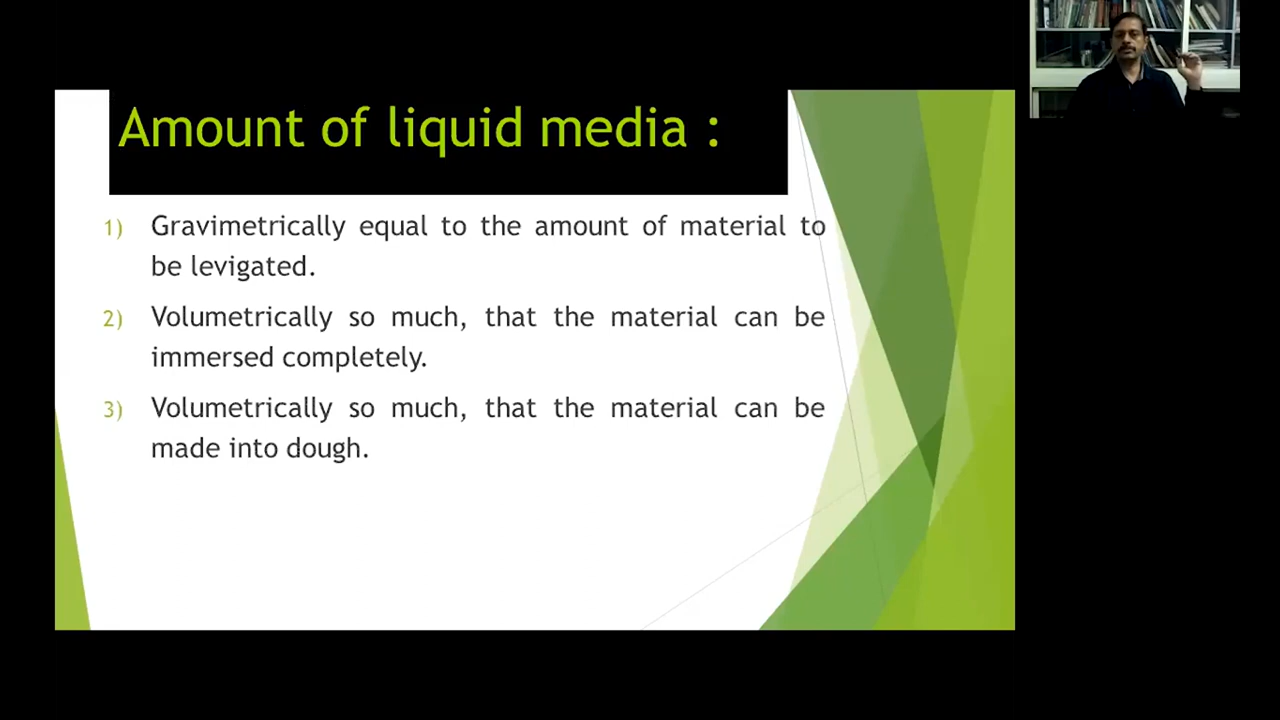 Amount of liquid media :
1) Gravimetrically equal to the amount of material to
be levigated.
2) Volumetrically so much, that the material can be
immersed completely.
3) Volumetrically so much, that the material can be
made into dough.